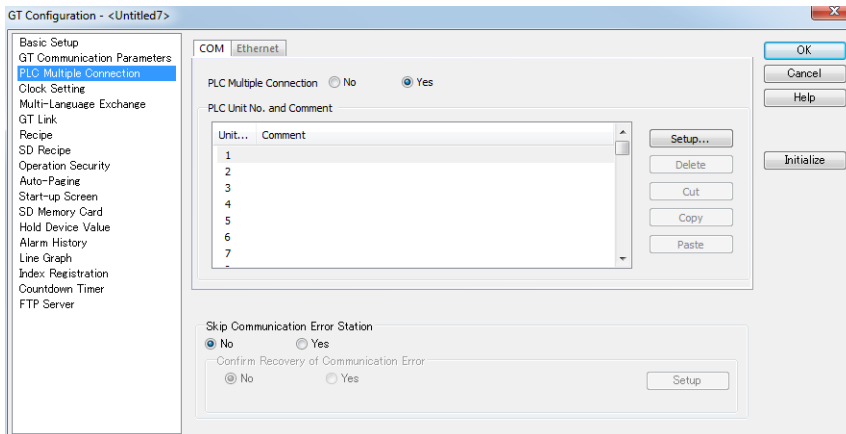 GT Configuration - <Untitled7>
Basic Setup
GT Communication Parameters
PLC Multiple Connection
Clock Setting
Multi-Language Exchange
GT Link
Recipe
SD Recipe
Operation Security
Auto-Paging
Start-up Screen
SD Memory Card
Hold Device Value
Alarm History
Line Graph
Index Registration
Countdown Timer
FTP Server
COM Ethernet
PLC Multiple Connection No Yes
PLC Unit No. and Comment
Unit... Comment
1
2
3
4
5
6
7
Setup...
Delete
Cut
Copy
Paste
Skip Communication Error Station
No Yes
Confirm Recovery of Communication Error
No Yes
Setup
OK
Cancel
Help
Initialize